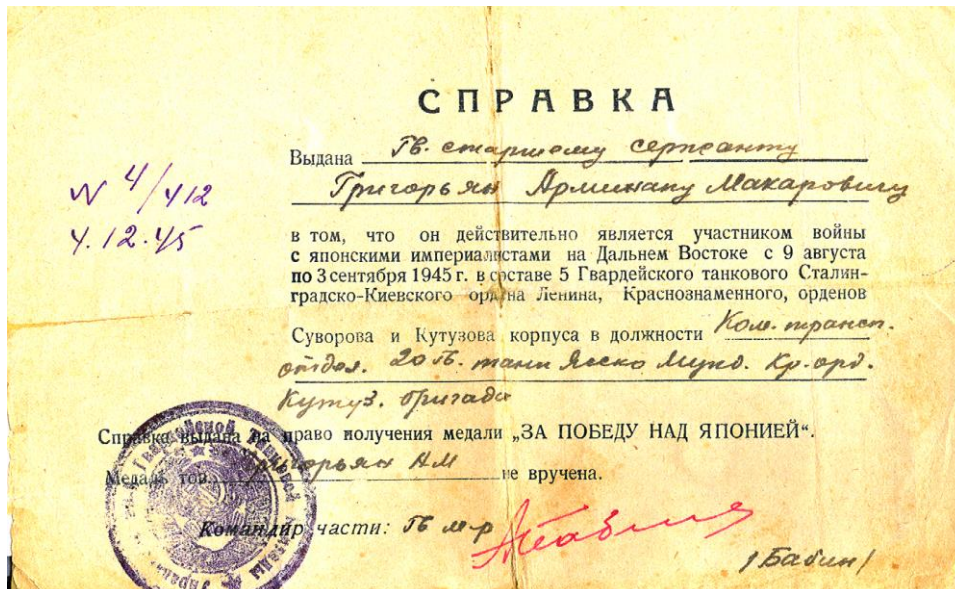 СПРАВКА
Выдана Гв. старшему сержанту
Григорьян Арминаку Макаровичу
N 4/412
4.12.45
в том, что он действительно является участником войны
с японскими империалистами на Дальнем Востоке с 9 августа
по 3 сентября 1945 г. в составе 5 Гвардейского танкового Сталин-
градско-Киевского ордена Ленина, Краснознаменного, орденов
Суворова и Кутузова корпуса в должности Ком. трансп.
отдел. 20 Гв. танк Ясско Мукд. Кр. орд.
Кутуз. бригада
Справка выдана на право получения медали „ЗА ПОБЕДУ НАД ЯПОНИЕЙ“.
Медаль тов. Григорьян АМ не вручена.
Командир части: Гв м-р
/Бабин/